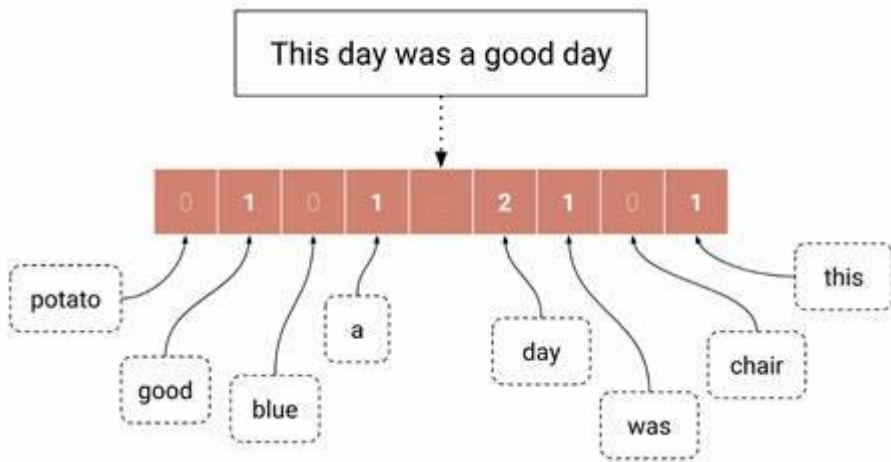 This day was a good day
0 1 0 1 ... 2 1 0 1
potato
good
blue
a
day
was
chair
this